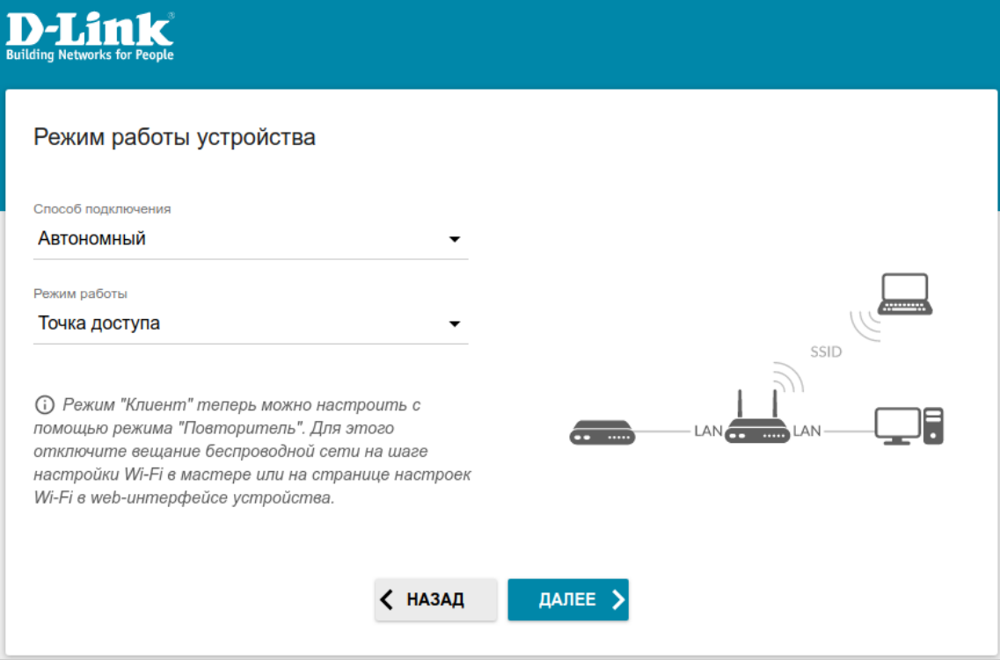 D-Link®
Building Networks for People
Режим работы устройства
Способ подключения
Автономный
Режим работы
Точка доступа
Режим "Клиент" теперь можно настроить с
помощью режима "Повторитель". Для этого
отключите вещание беспроводной сети на шаге
настройки Wi-Fi в мастере или на странице настроек
Wi-Fi в web-интерфейсе устройства.
SSID
LAN LAN
НАЗАД ДАЛЕЕ